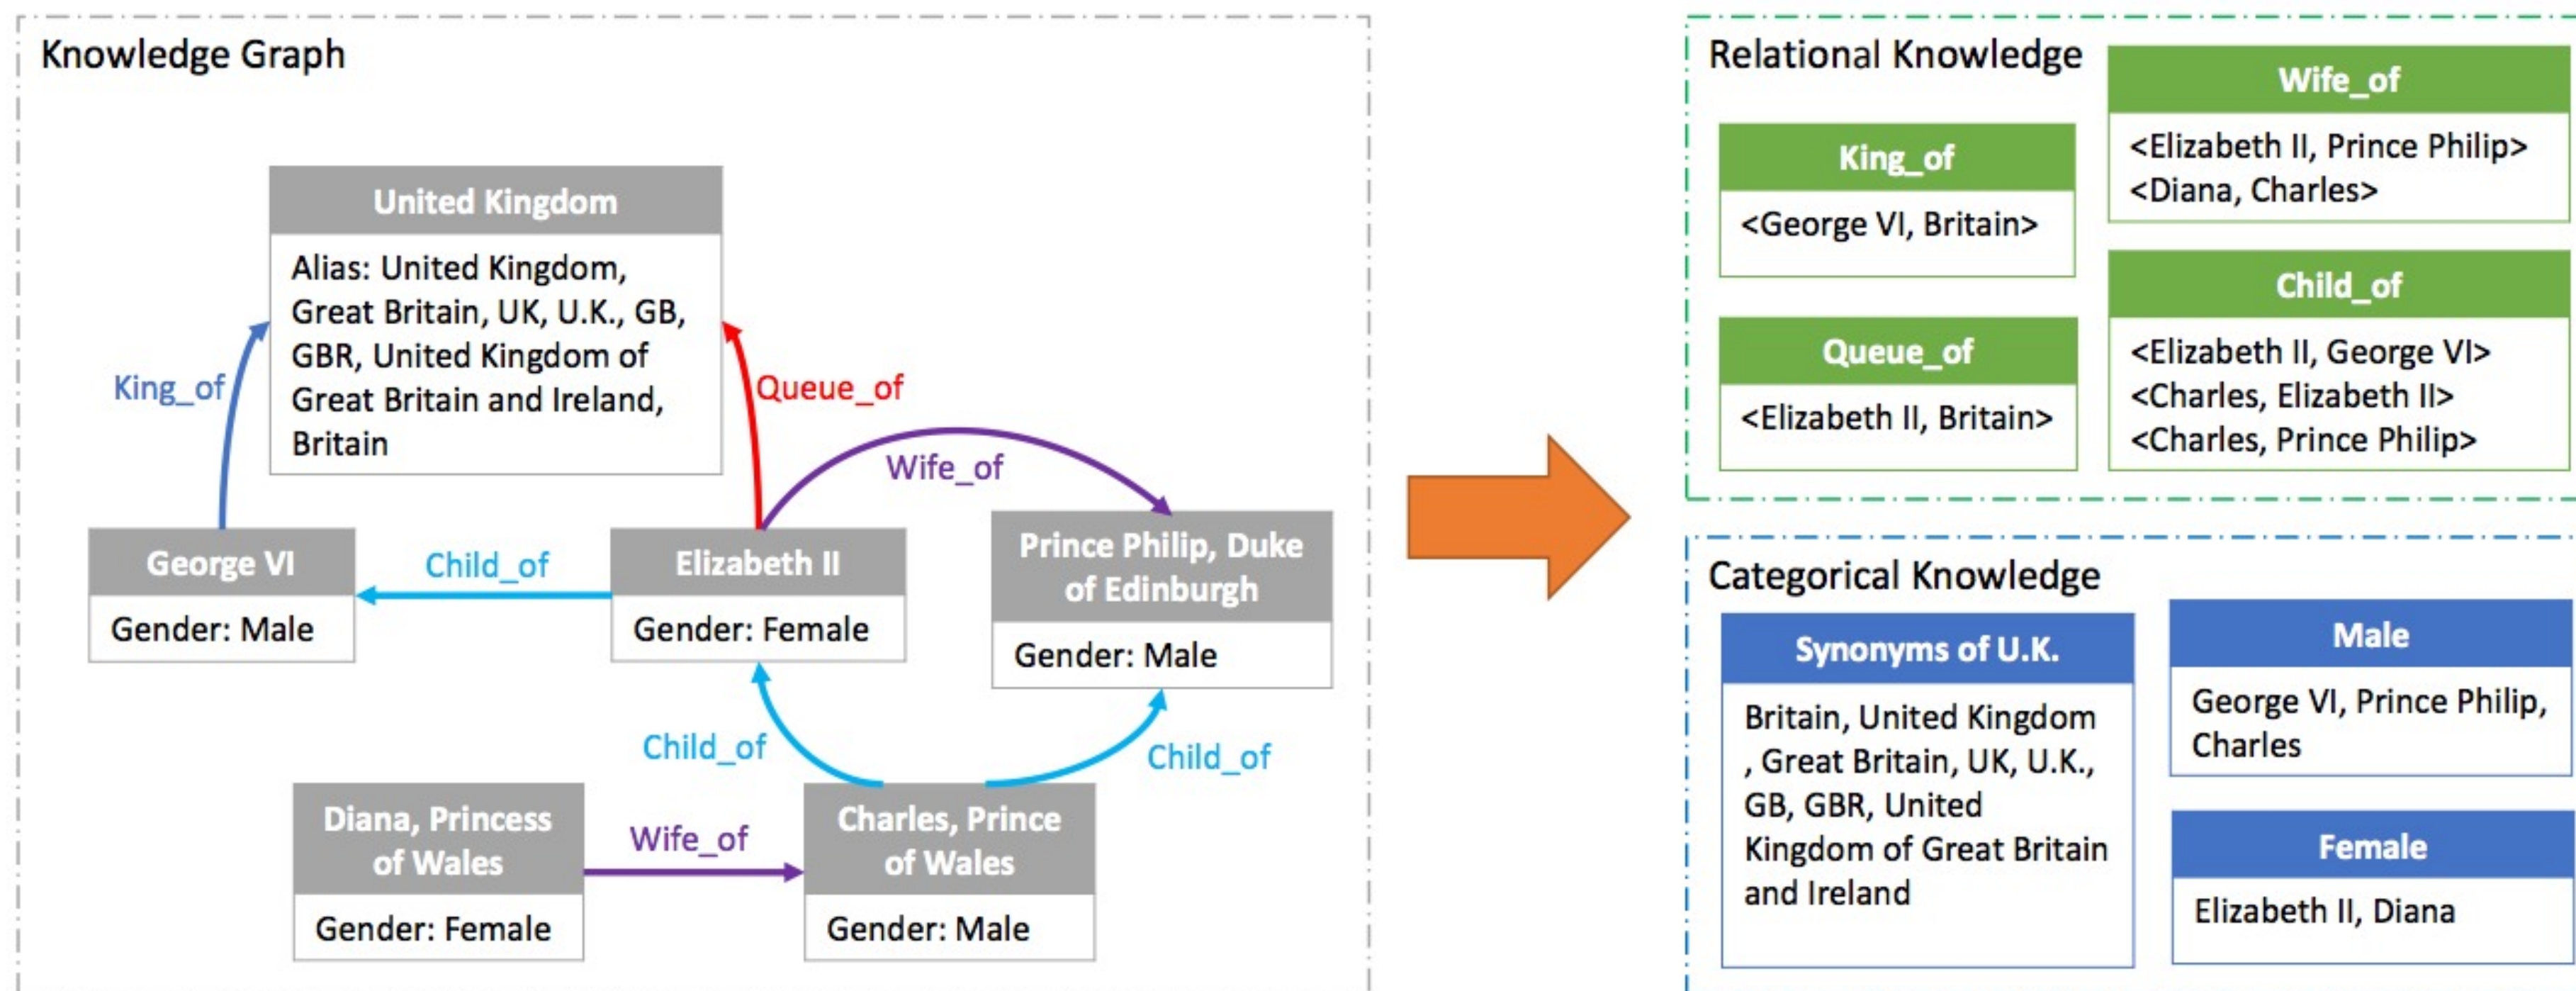 Knowledge Graph
United Kingdom
Alias: United Kingdom,
Great Britain, UK, U.K., GB,
GBR, United Kingdom of
Great Britain and Ireland,
Britain
King_of
Queue_of
Wife_of
George VI
Gender: Male
Child_of
Elizabeth II
Gender: Female
Prince Philip, Duke
of Edinburgh
Gender: Male
Child_of
Child_of
Diana, Princess
of Wales
Gender: Female
Wife_of
Charles, Prince
of Wales
Gender: Male
Relational Knowledge
King_of
<George VI, Britain>
Queue_of
<Elizabeth II, Britain>
Wife_of
<Elizabeth II, Prince Philip>
<Diana, Charles>
Child_of
<Elizabeth II, George VI>
<Charles, Elizabeth II>
<Charles, Prince Philip>
Categorical Knowledge
Synonyms of U.K.
Britain, United Kingdom
, Great Britain, UK, U.K.,
GB, GBR, United
Kingdom of Great Britain
and Ireland
Male
George VI, Prince Philip,
Charles
Female
Elizabeth II, Diana